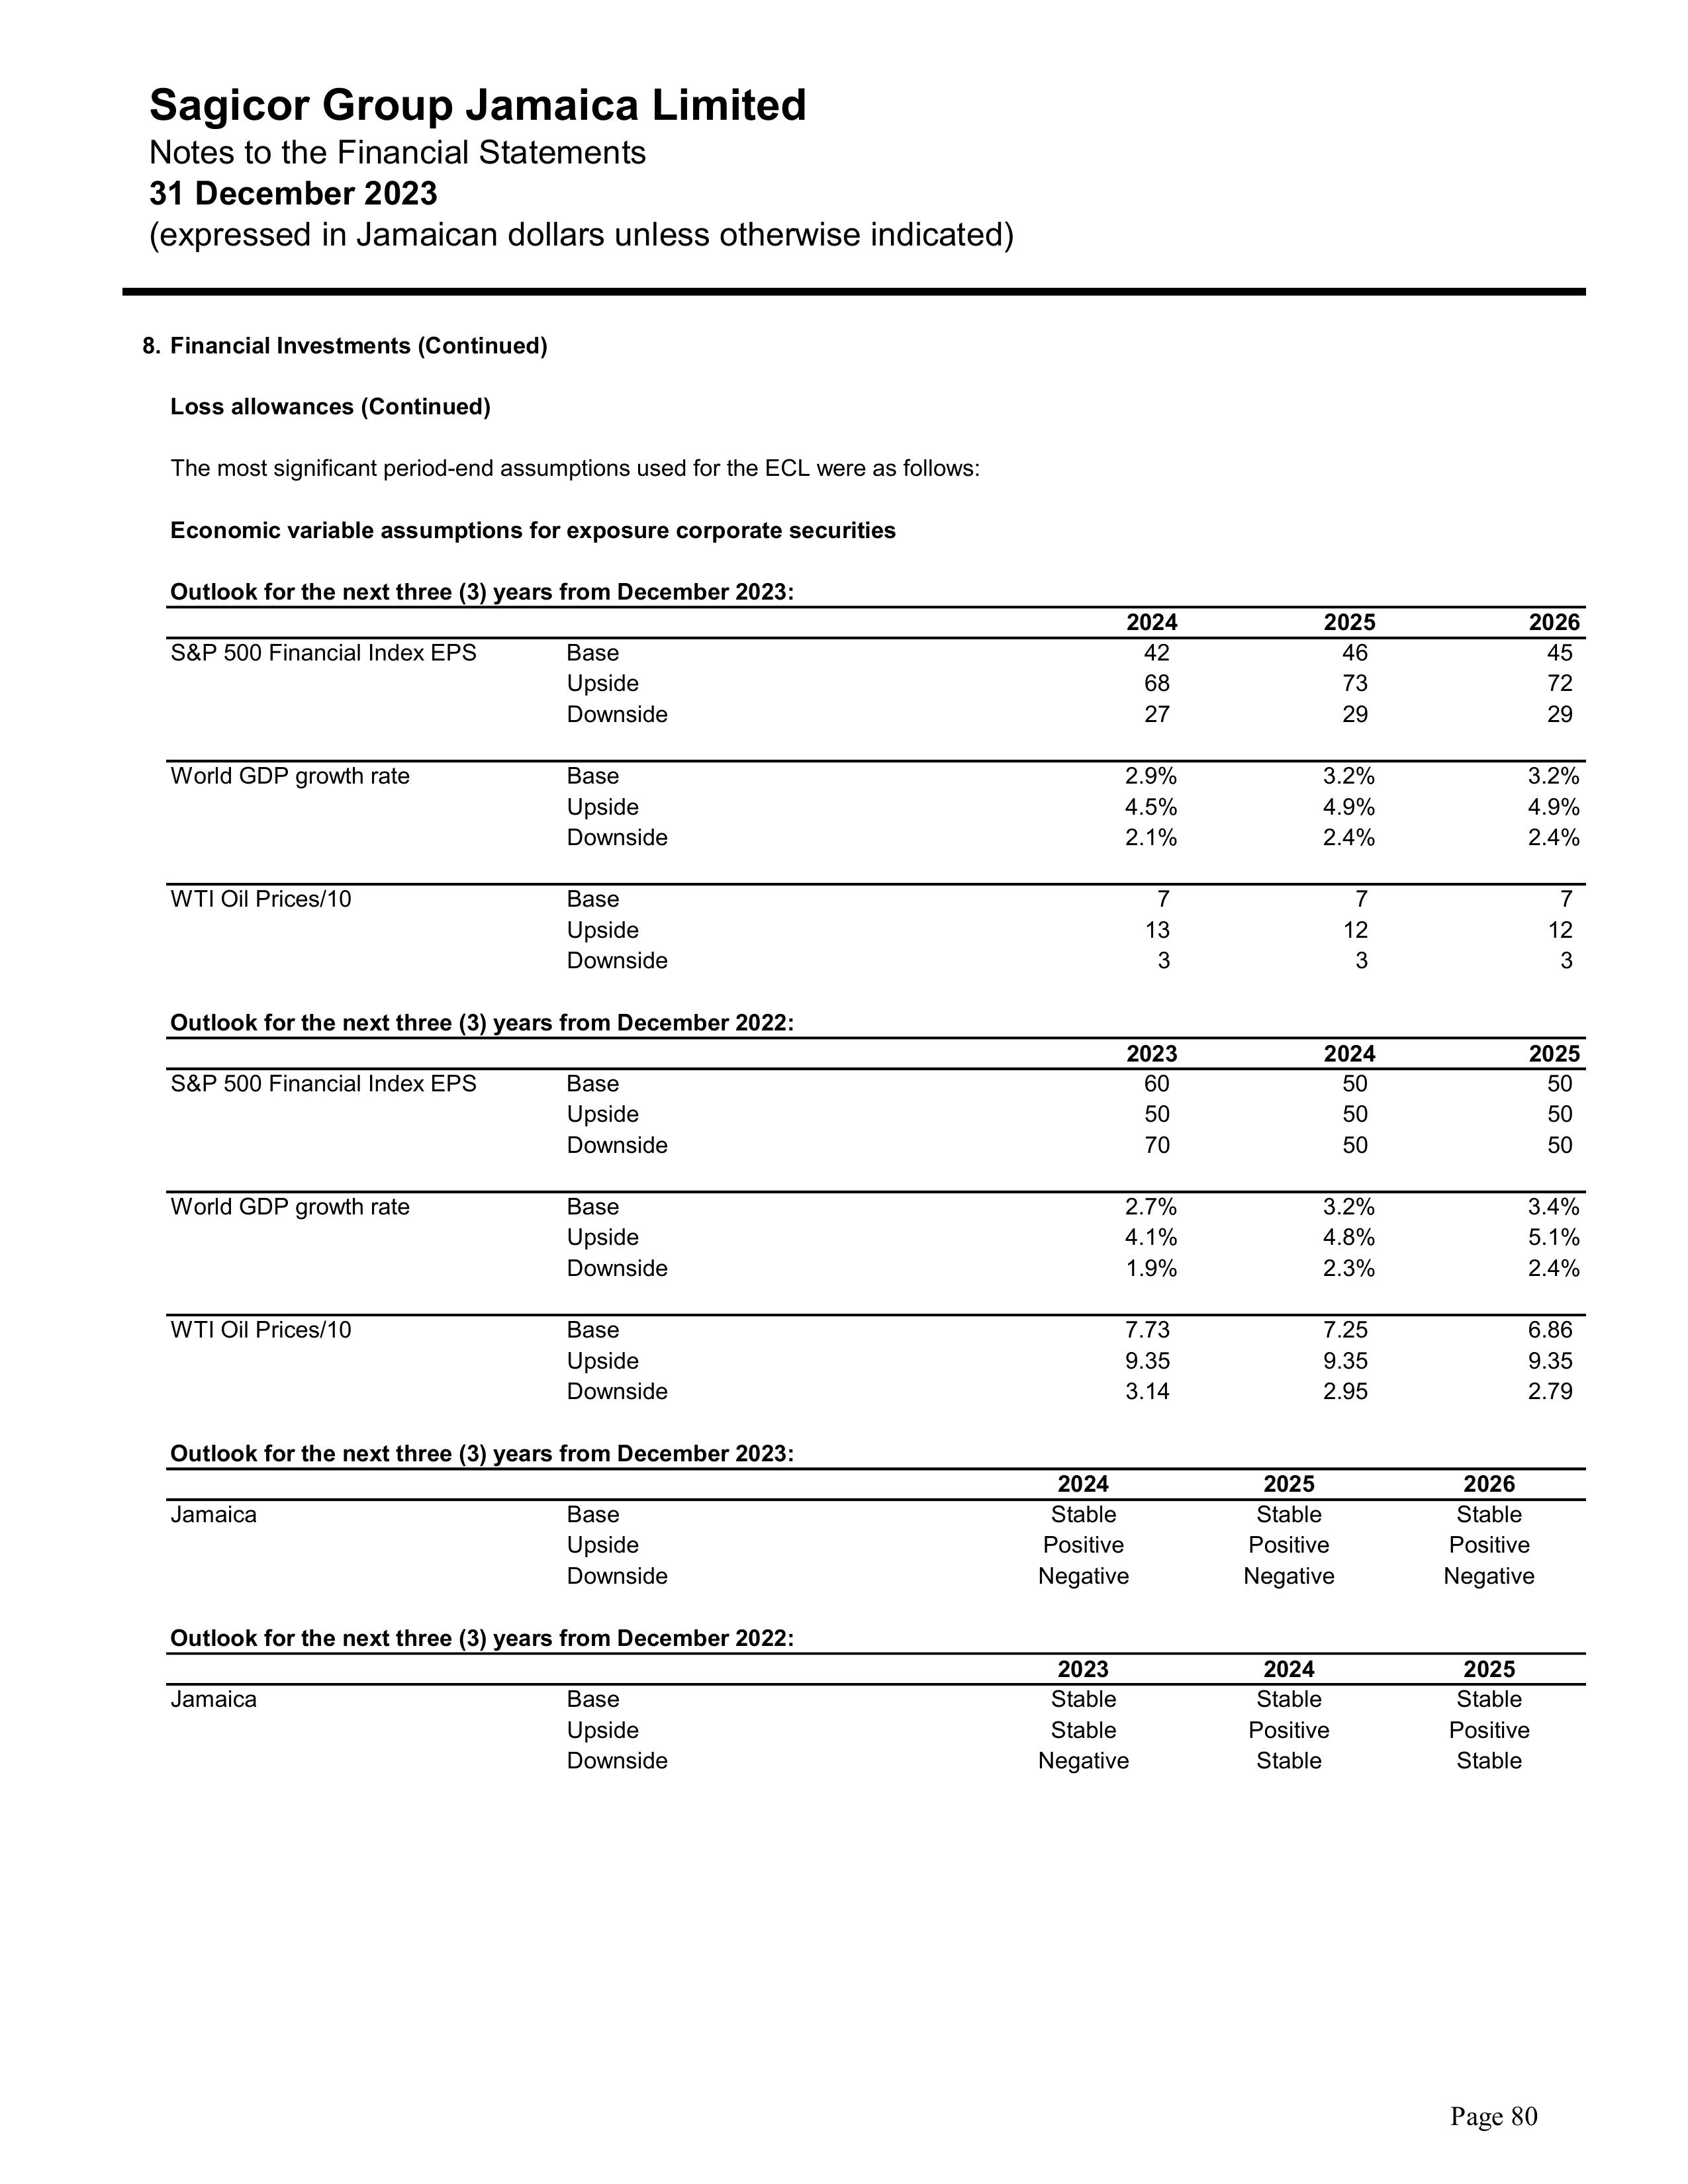 Sagicor Group Jamaica Limited
Notes to the Financial Statements
31 December 2023
(expressed in Jamaican dollars unless otherwise indicated)
8. Financial Investments (Continued)
Loss allowances (Continued)
The most significant period-end assumptions used for the ECL were as follows:
Economic variable assumptions for exposure corporate securities
Outlook for the next three (3) years from December 2023:
2024 2025 2026
S&P 500 Financial Index EPS Base 42 46 45
Upside 68 73 72
Downside 27 29 29
World GDP growth rate Base 2.9% 3.2% 3.2%
Upside 4.5% 4.9% 4.9%
Downside 2.1% 2.4% 2.4%
WTI Oil Prices/10 Base 7 7 7
Upside 13 12 12
Downside 3 3 3
Outlook for the next three (3) years from December 2022:
2023 2024 2025
S&P 500 Financial Index EPS Base 60 50 50
Upside 50 50 50
Downside 70 50 50
World GDP growth rate Base 2.7% 3.2% 3.4%
Upside 4.1% 4.8% 5.1%
Downside 1.9% 2.3% 2.4%
WTI Oil Prices/10 Base 7.73 7.25 6.86
Upside 9.35 9.35 9.35
Downside 3.14 2.95 2.79
Outlook for the next three (3) years from December 2023:
2024 2025 2026
Jamaica Base Stable Stable Stable
Upside Positive Positive Positive
Downside Negative Negative Negative
Outlook for the next three (3) years from December 2022:
2023 2024 2025
Jamaica Base Stable Stable Stable
Upside Stable Positive Positive
Downside Negative Stable Stable
Page 80